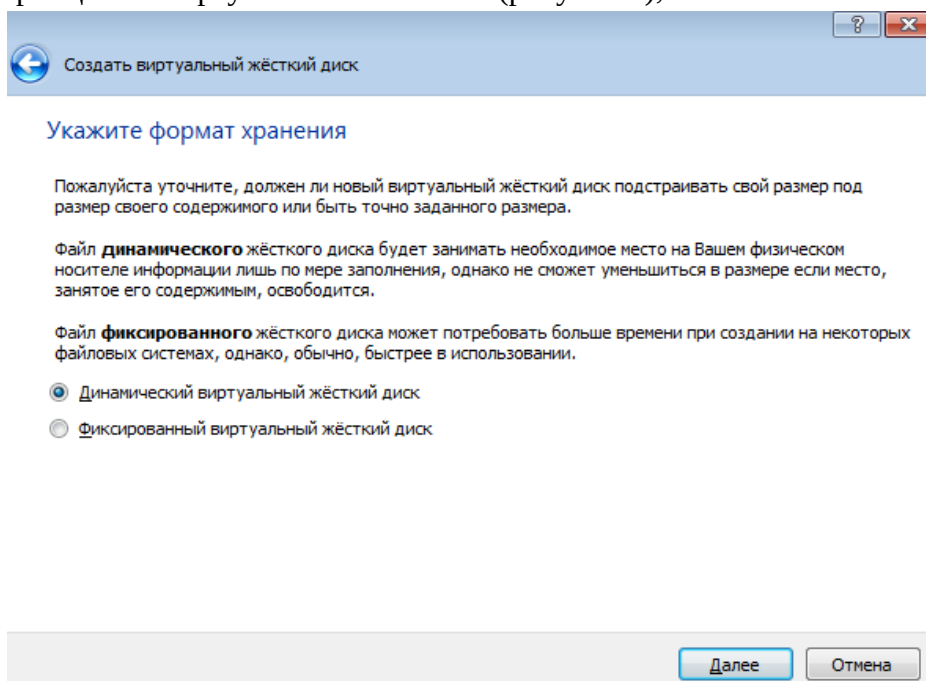 Создать виртуальный жёсткий диск
Укажите формат хранения
Пожалуйста уточните, должен ли новый виртуальный жёсткий диск подстраивать свой размер под
размер своего содержимого или быть точно заданного размера.
Файл динамического жёсткого диска будет занимать необходимое место на Вашем физическом
носителе информации лишь по мере заполнения, однако не сможет уменьшиться в размере если место,
занятое его содержимым, освободится.
Файл фиксированного жёсткого диска может потребовать больше времени при создании на некоторых
файловых системах, однако, обычно, быстрее в использовании.
Динамический виртуальный жёсткий диск
Фиксированный виртуальный жёсткий диск
Далее Отмена